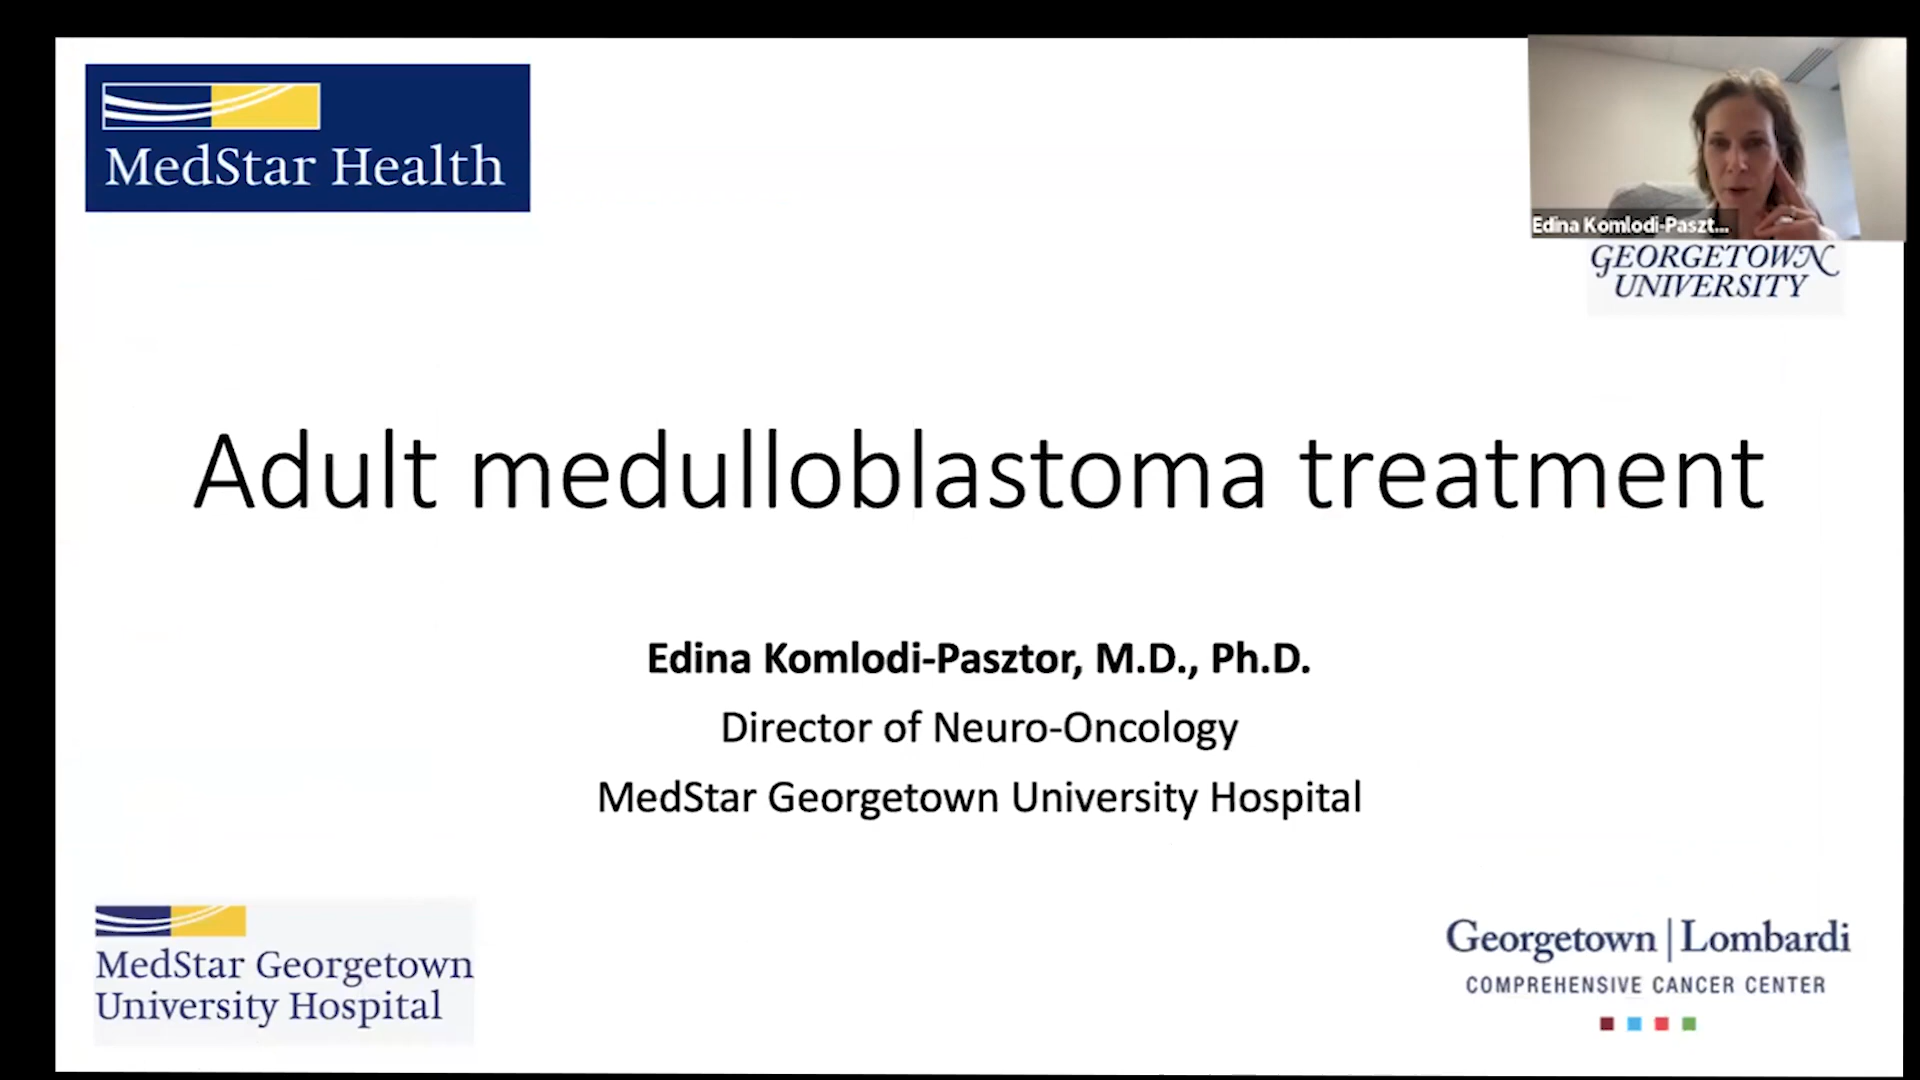 MedStar Health
Edina Komlodi-Paszt...
GEORGETOWN
UNIVERSITY
Adult medulloblastoma treatment
Edina Komlodi-Pasztor, M.D., Ph.D.
Director of Neuro-Oncology
MedStar Georgetown University Hospital
MedStar Georgetown
University Hospital
Georgetown | Lombardi
COMPREHENSIVE CANCER CENTER